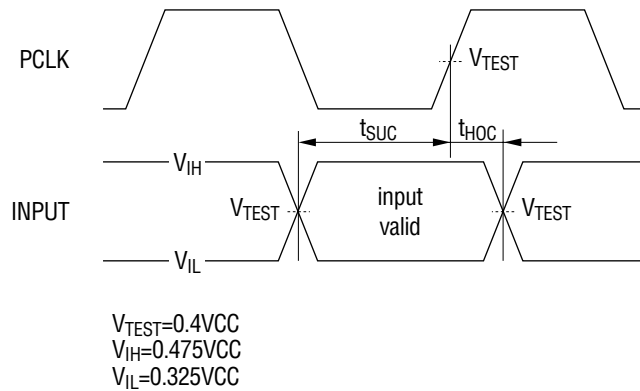 PCLK
VTEST
tSUC
tHOC
VIH
INPUT
VTEST
input
valid
VTEST
VIL
VTEST=0.4VCC
VIH=0.475VCC
VIL=0.325VCC